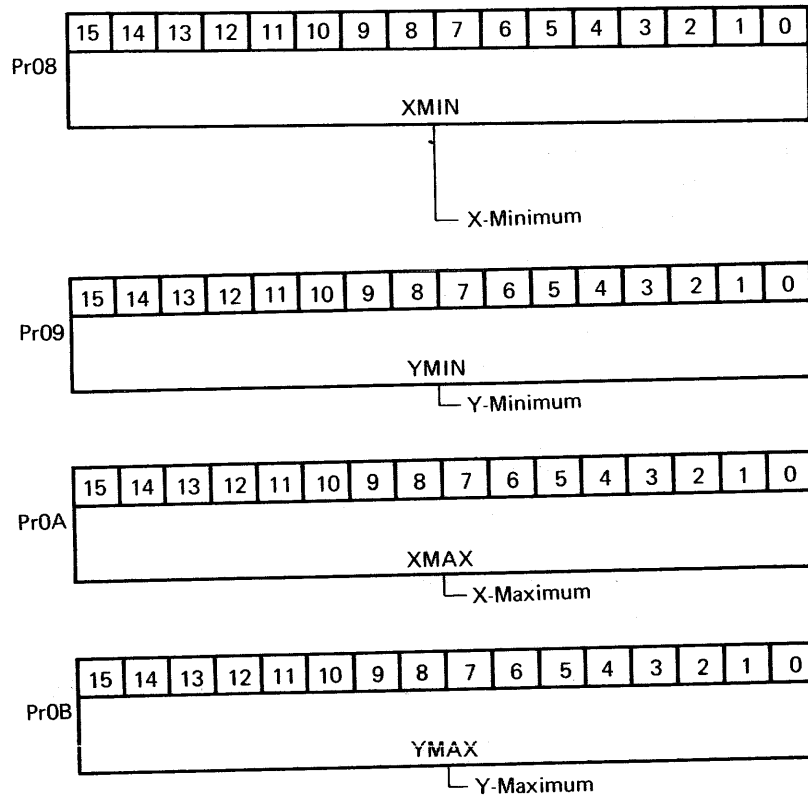 15 14 13 12 11 10 9 8 7 6 5 4 3 2 1 0
Pr08
XMIN
X-Minimum
15 14 13 12 11 10 9 8 7 6 5 4 3 2 1 0
Pr09
YMIN
Y-Minimum
15 14 13 12 11 10 9 8 7 6 5 4 3 2 1 0
Pr0A
XMAX
X-Maximum
15 14 13 12 11 10 9 8 7 6 5 4 3 2 1 0
Pr0B
YMAX
Y-Maximum